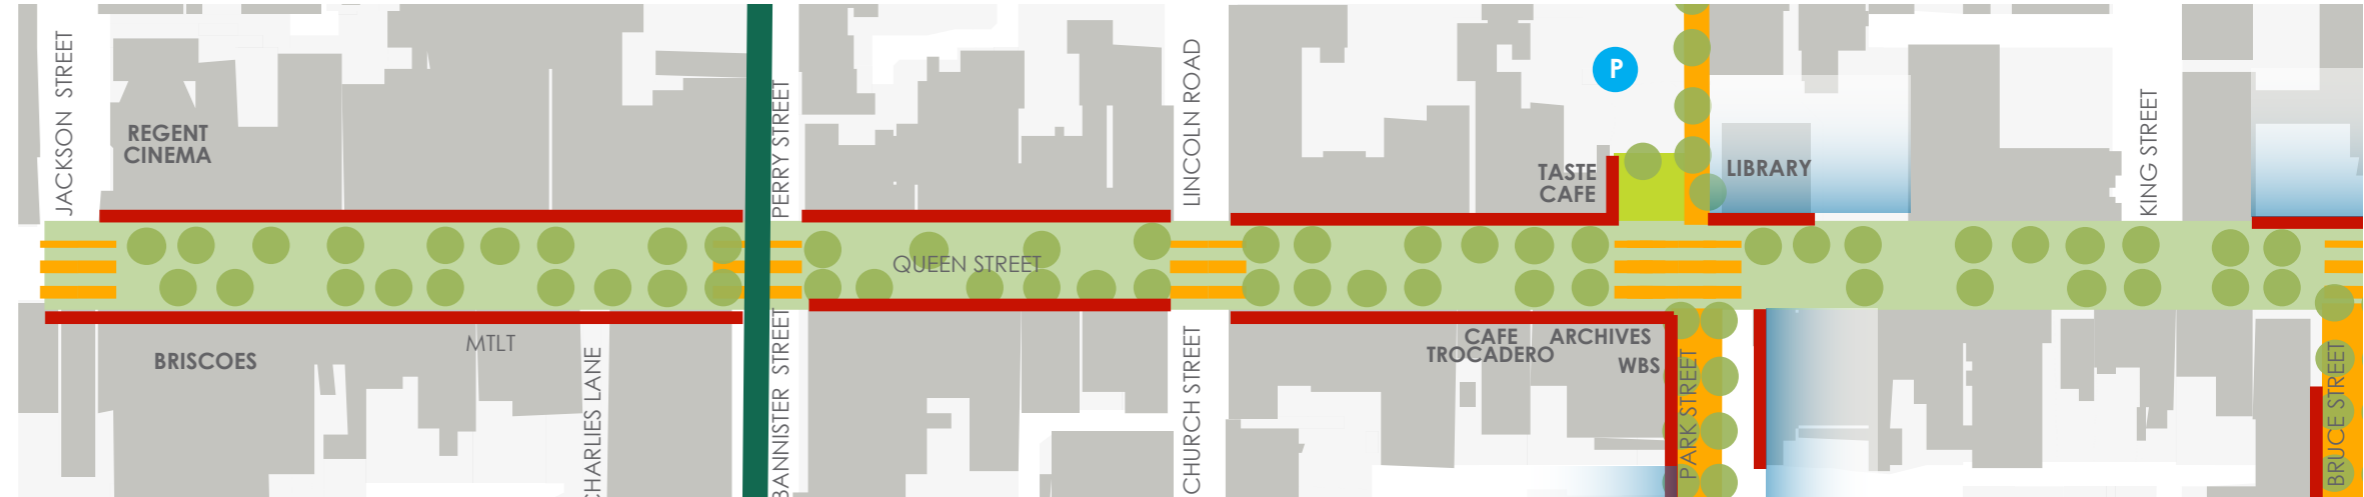 JACKSON STREET
REGENT
CINEMA
PERRY STREET
LINCOLN ROAD
P
TASTE
CAFE
LIBRARY
KING STREET
QUEEN STREET
BRISCOES
MTLT
CHARLIES LANE
BANNISTER STREET
CHURCH STREET
CAFE
TROCADERO
ARCHIVES
WBS
PARK STREET
BRUCE STREET